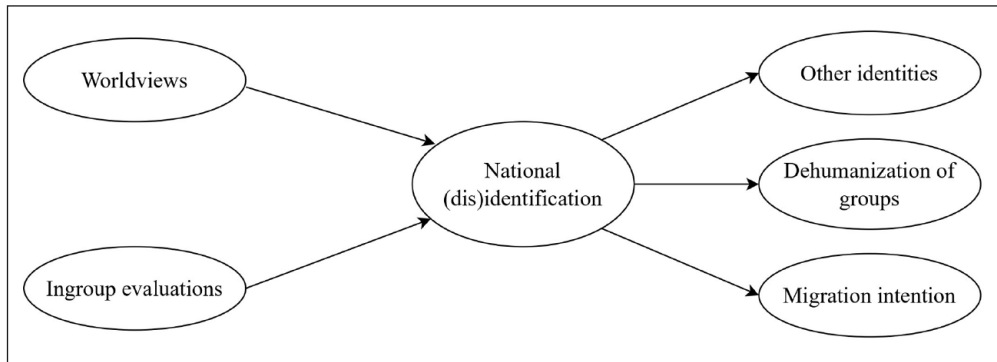 Worldviews
Ingroup evaluations
National
(dis)identification
Other identities
Dehumanization of
groups
Migration intention